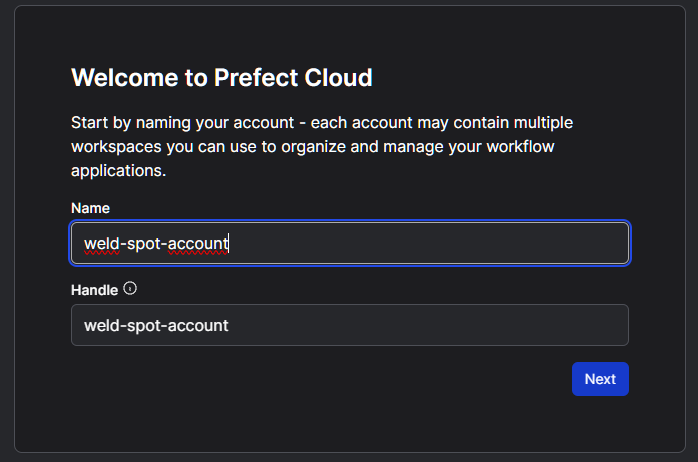 Welcome to Prefect Cloud
Start by naming your account - each account may contain multiple
workspaces you can use to organize and manage your workflow
applications.
Name
weld-spot-account
Handle
weld-spot-account
Next